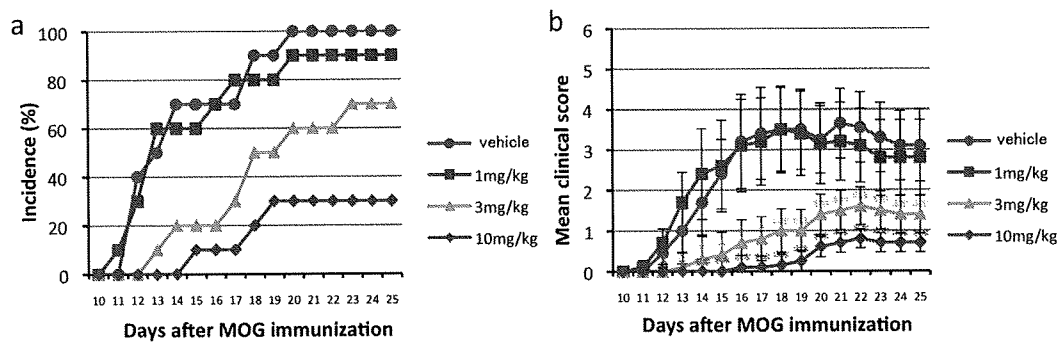 a
100
80
60
40
20
0
Incidence (%)
10 11 12 13 14 15 16 17 18 19 20 21 22 23 24 25
Days after MOG immunization
vehicle
1mg/kg
3mg/kg
10mg/kg
b
6
5
4
3
2
1
0
Mean clinical score
10 11 12 13 14 15 16 17 18 19 20 21 22 23 24 25
Days after MOG immunization
vehicle
1mg/kg
3mg/kg
10mg/kg